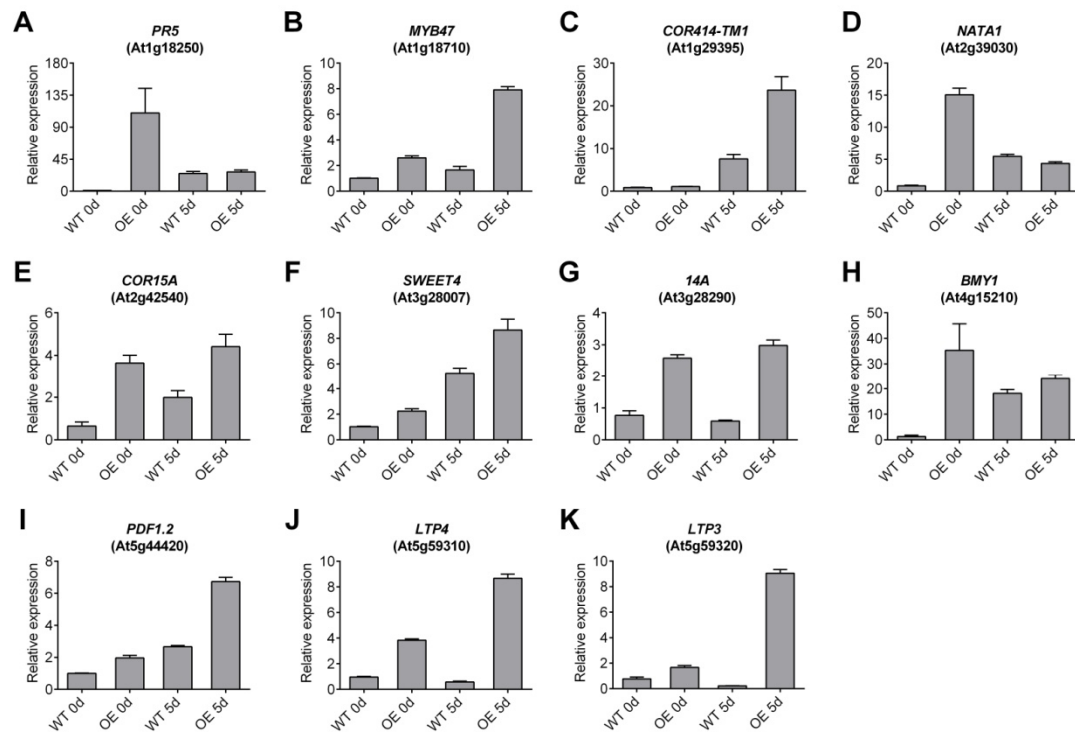 A
PR5
(At1g18250)
Relative expression
180
135
90
45
0
WT 0d
OE 0d
WT 5d
OE 5d
B
MYB47
(At1g18710)
Relative expression
10
8
6
4
2
0
WT 0d
OE 0d
WT 5d
OE 5d
C
COR414-TM1
(At1g29395)
Relative expression
30
20
10
0
WT 0d
OE 0d
WT 5d
OE 5d
D
NATA1
(At2g39030)
Relative expression
20
15
10
5
0
WT 0d
OE 0d
WT 5d
OE 5d
E
COR15A
(At2g42540)
Relative expression
6
4
2
0
WT 0d
OE 0d
WT 5d
OE 5d
F
SWEET4
(At3g28007)
Relative expression
10
8
6
4
2
0
WT 0d
OE 0d
WT 5d
OE 5d
G
14A
(At3g28290)
Relative expression
4
3
2
1
0
WT 0d
OE 0d
WT 5d
OE 5d
H
BMY1
(At4g15210)
Relative expression
50
40
30
20
10
0
WT 0d
OE 0d
WT 5d
OE 5d
I
PDF1.2
(At5g44420)
Relative expression
8
6
4
2
0
WT 0d
OE 0d
WT 5d
OE 5d
J
LTP4
(At5g59310)
Relative expression
10
8
6
4
2
0
WT 0d
OE 0d
WT 5d
OE 5d
K
LTP3
(At5g59320)
Relative expression
10
8
6
4
2
0
WT 0d
OE 0d
WT 5d
OE 5d